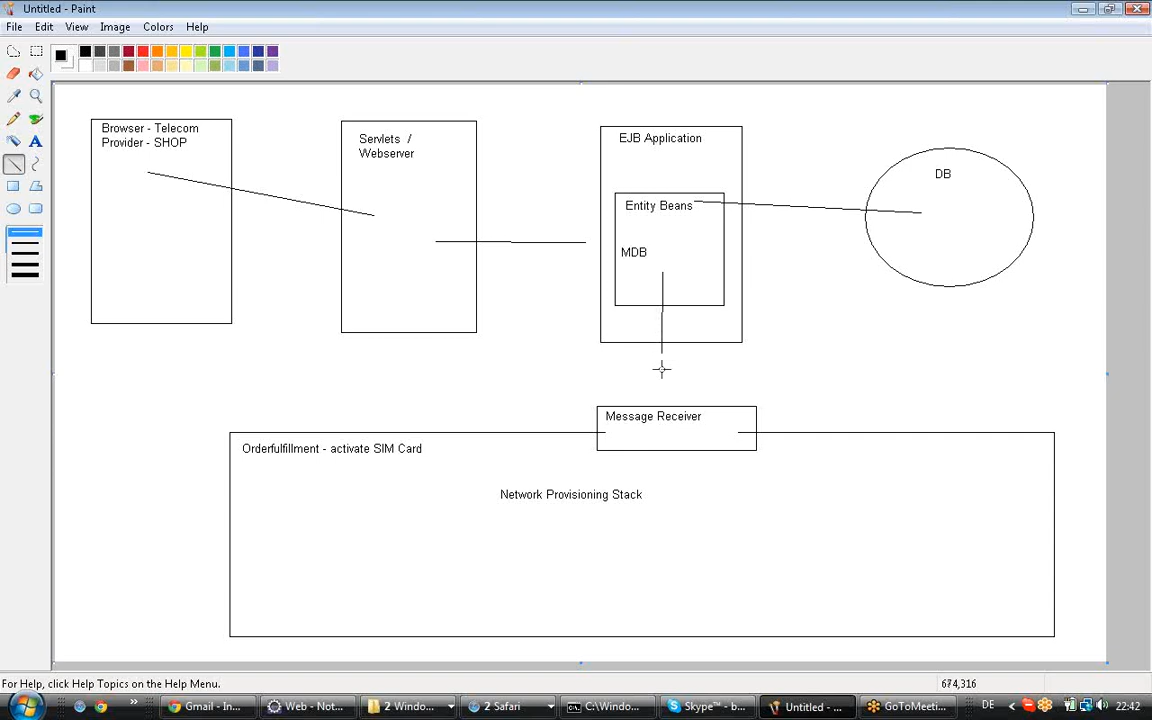 Untitled - Paint
File Edit View Image Colors Help
Browser - Telecom
Provider - SHOP
Servlets /
Webserver
EJB Application
Entity Beans
MDB
DB
Message Receiver
Orderfulfillment - activate SIM Card
Network Provisioning Stack
For Help, click Help Topics on the Help Menu.
674,316
Gmail - In...
Web - Not...
2 Windo...
2 Safari
C:\Windo...
Skype™ - b...
Untitled - ...
GoToMeeti...
DE
22:42